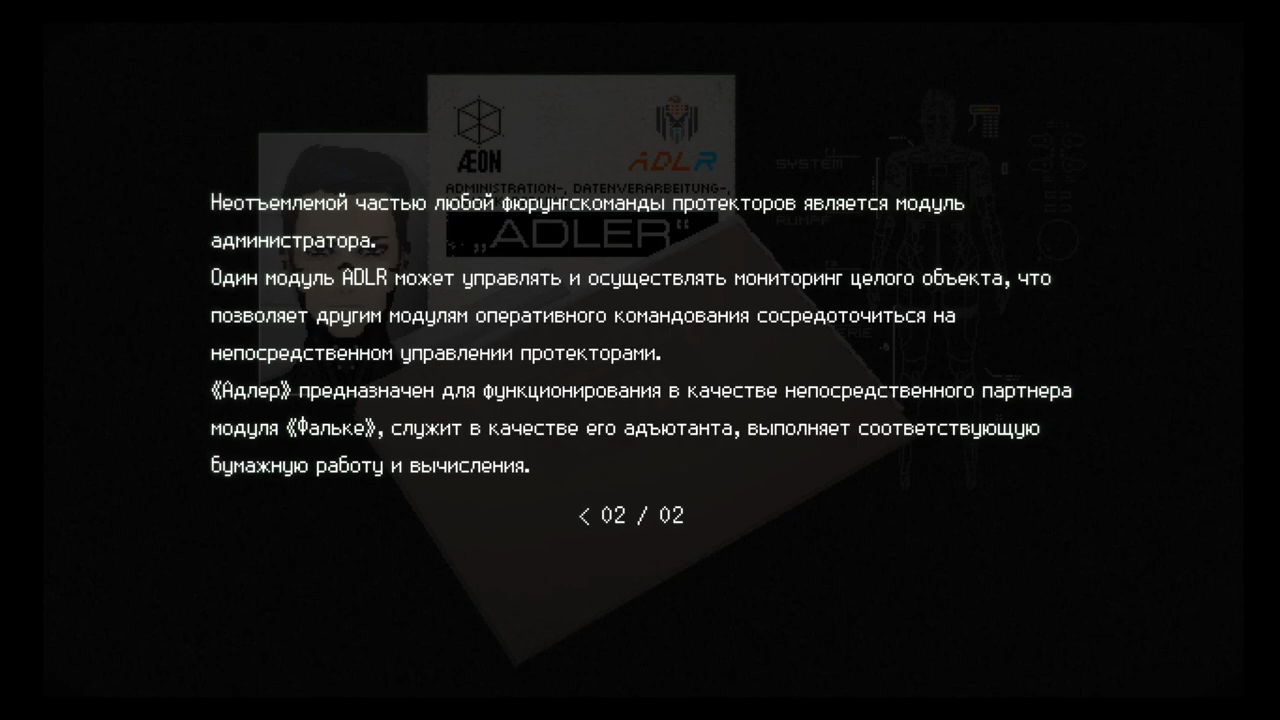 ÆON
ADLR
ADMINISTRATION-, DATENVERARBEITUNG-,
„ADLER“
SYSTEM
RUMPF
Неотъемлемой частью любой фюрунгскоманды протекторов является модуль
администратора.
Один модуль ADLR может управлять и осуществлять мониторинг целого объекта, что
позволяет другим модулям оперативного командования сосредоточиться на
непосредственном управлении протекторами.
《Адлер》 предназначен для функционирования в качестве непосредственного партнера
модуля 《Фальке》, служит в качестве его адъютанта, выполняет соответствующую
бумажную работу и вычисления.
< 02 / 02